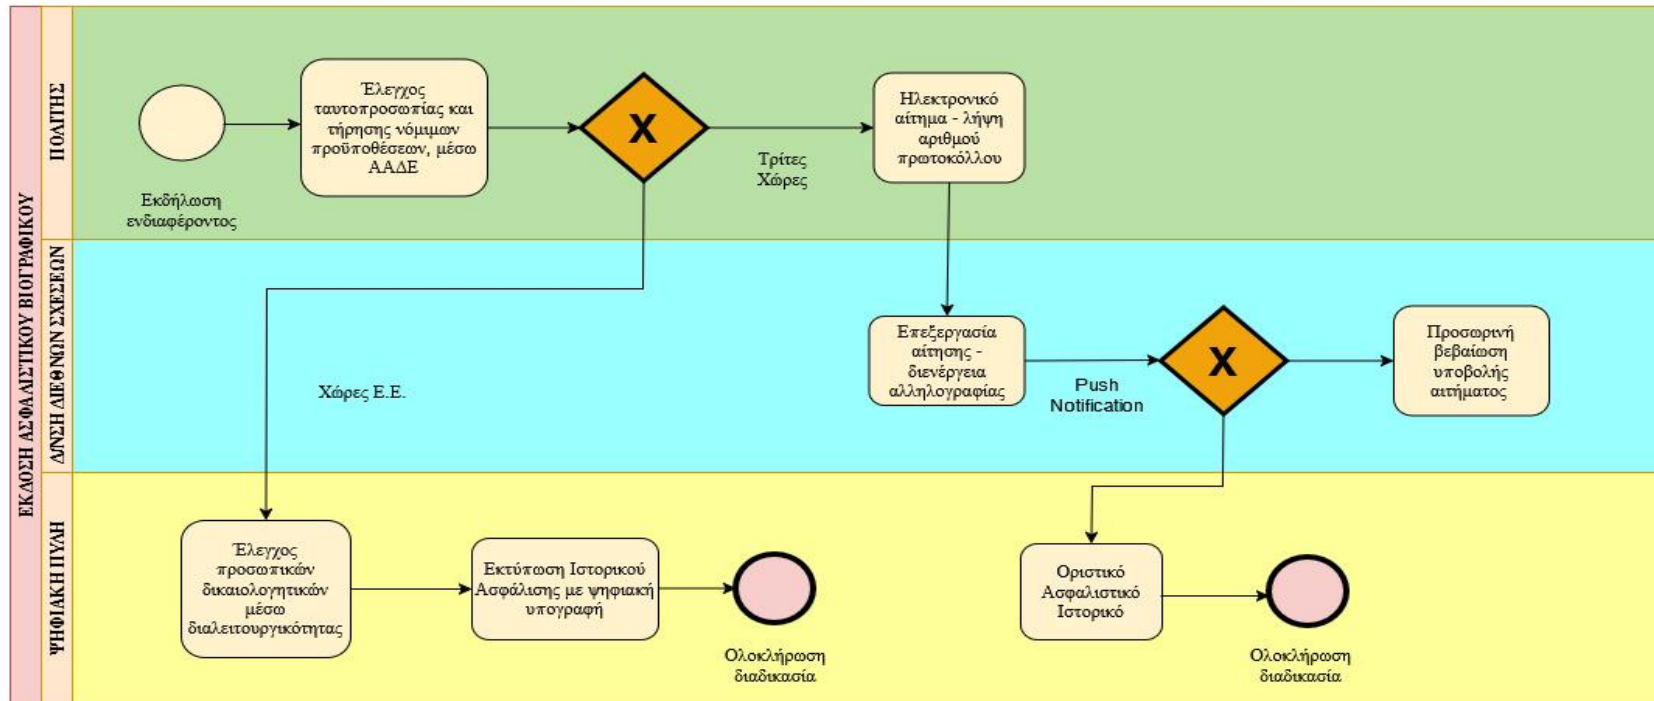 ΕΚΔΟΣΗ ΑΣΦΑΛΙΣΤΙΚΟΥ ΒΙΟΓΡΑΦΙΚΟΥ
ΠΟΛΙΤΗΣ
Εκδήλωση
ενδιαφέροντος
Έλεγχος
ταυτοπροσωπίας και
τήρησης νόμιμων
προϋποθέσεων, μέσω
ΑΑΔΕ
X
Τρίτες
Χώρες
Ηλεκτρονικό
αίτημα - λήψη
αριθμού
πρωτοκόλλου
Δ/ΝΣΗ ΔΙΕΘΝΩΝ ΣΧΕΣΕΩΝ
Χώρες Ε.Ε.
Επεξεργασία
αίτησης -
διενέργεια
αλληλογραφίας
Push
Notification
X
Προσωρινή
βεβαίωση
υποβολής
αιτήματος
ΨΗΦΙΑΚΗ ΠΥΛΗ
Έλεγχος
προσωπικών
δικαιολογητικών
μέσω
διαλειτουργικότητας
Εκτύπωση Ιστορικού
Ασφάλισης με ψηφιακή
υπογραφή
Ολοκλήρωση
διαδικασία
Οριστικό
Ασφαλιστικό
Ιστορικό
Ολοκλήρωση
διαδικασία